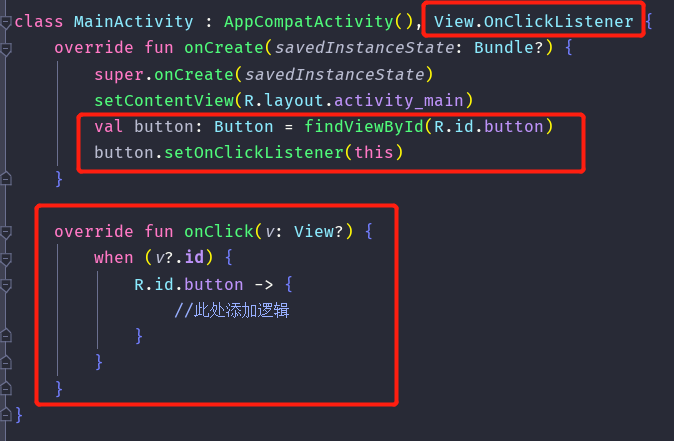 class MainActivity : AppCompatActivity(), View.OnClickListener {
    override fun onCreate(savedInstanceState: Bundle?) {
        super.onCreate(savedInstanceState)
        setContentView(R.layout.activity_main)
        val button: Button = findViewById(R.id.button)
        button.setOnClickListener(this)
    }
    override fun onClick(v: View?) {
        when (v?.id) {
            R.id.button -> {
                //此处添加逻辑
            }
        }
    }
}